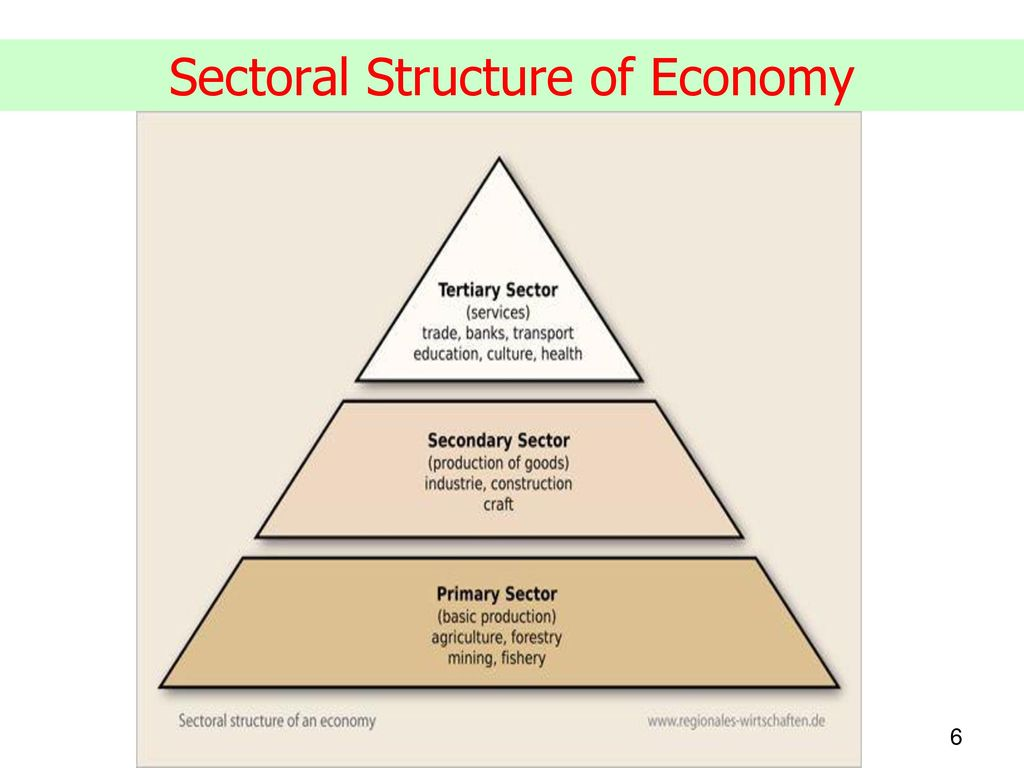 Sectoral Structure of Economy
Tertiary Sector
(services)
trade, banks, transport
education, culture, health
Secondary Sector
(production of goods)
industrie, construction
craft
Primary Sector
(basic production)
agriculture, forestry
mining, fishery
Sectoral structure of an economy
www.regionales-wirtschaften.de
6